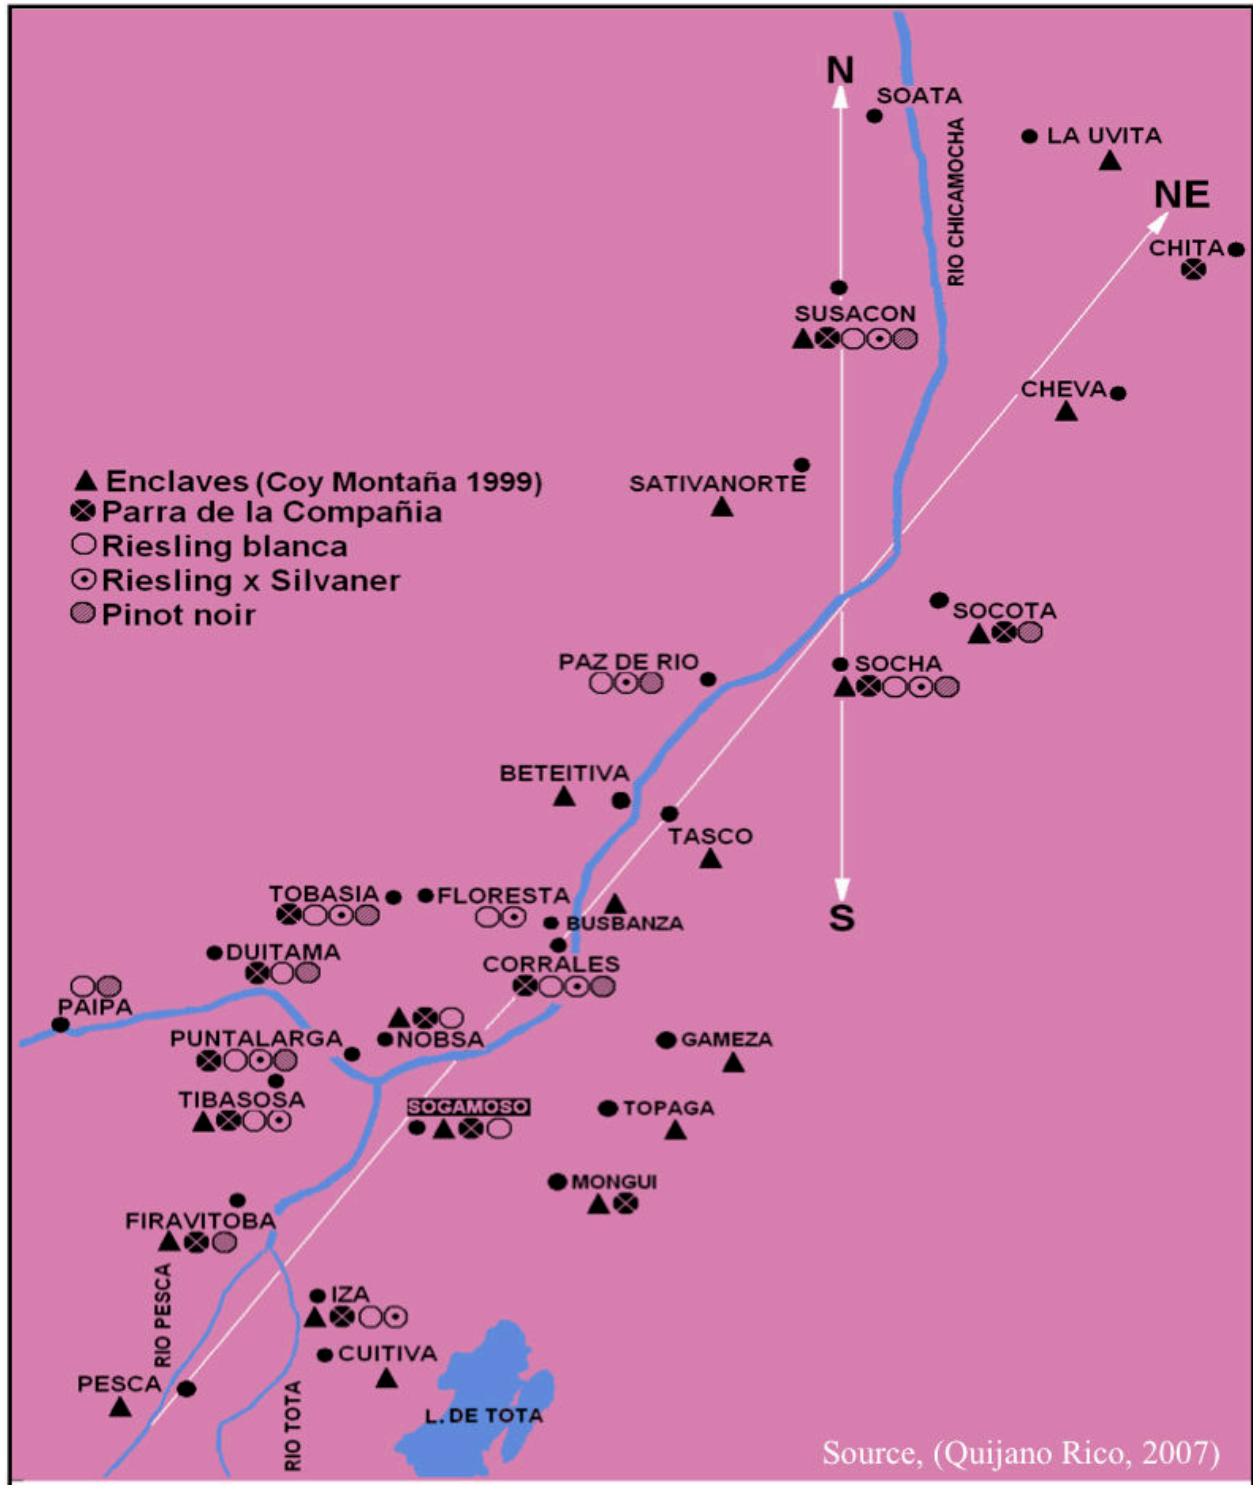 N
SOATA
RIO CHICAMOCHA
LA UVITA
NE
CHITA
SUSACON
CHEVA
SATIVANORTE
Enclaves (Coy Montaña 1999)
Parra de la Compañia
Riesling blanca
Riesling x Silvaner
Pinot noir
SOCOTA
PAZ DE RIO
SOCHA
BETEITIVA
TASCO
TOBASIA
FLORESTA
S
BUSBANZA
DUITAMA
CORRALES
PAIPA
PUNTALARGA
NOBSA
GAMEZA
TIBASOSA
SOGAMOSO
TOPAGA
MONGUI
FIRAVITOBA
RIO PESCA
IZA
CUITIVA
PESCA
RIO TOTA
L. DE TOTA
Source, (Quijano Rico, 2007)